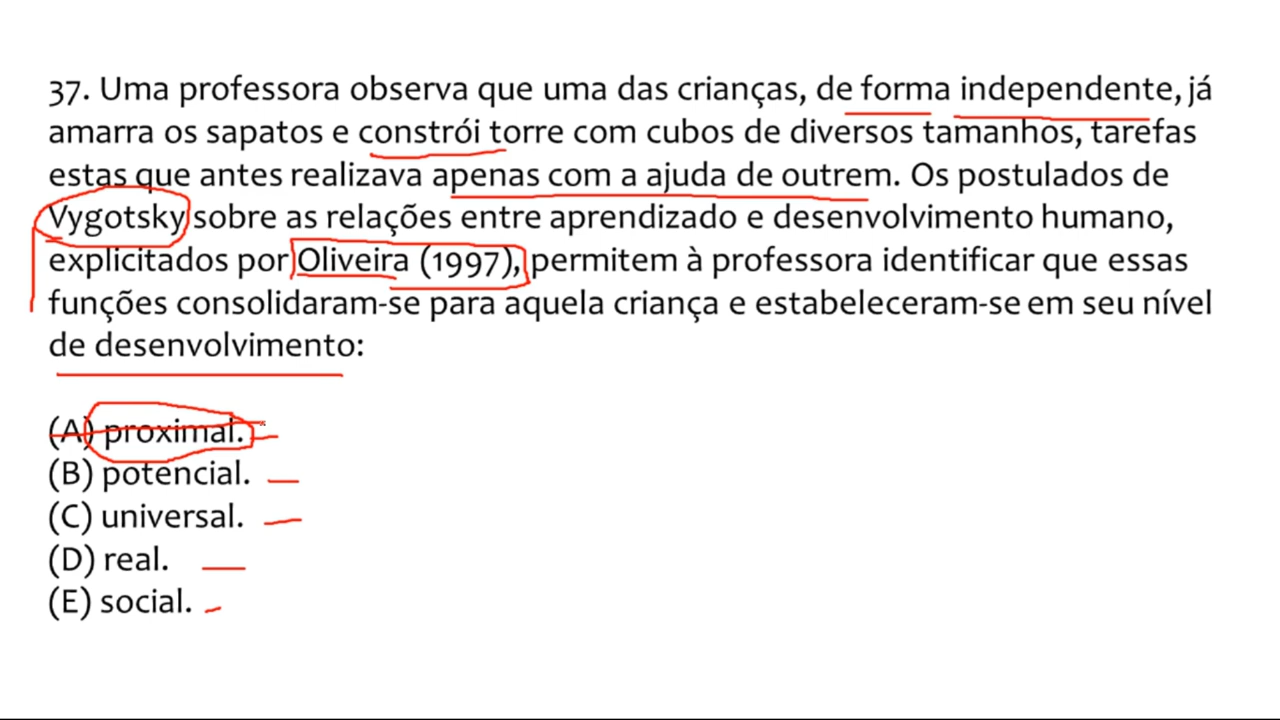 37. Uma professora observa que uma das crianças, de forma independente, já
amarra os sapatos e constrói torre com cubos de diversos tamanhos, tarefas
estas que antes realizava apenas com a ajuda de outrem. Os postulados de
Vygotsky sobre as relações entre aprendizado e desenvolvimento humano,
explicitados por Oliveira (1997), permitem à professora identificar que essas
funções consolidaram-se para aquela criança e estabeleceram-se em seu nível
de desenvolvimento:
(A) proximal.
(B) potencial.
(C) universal.
(D) real.
(E) social.